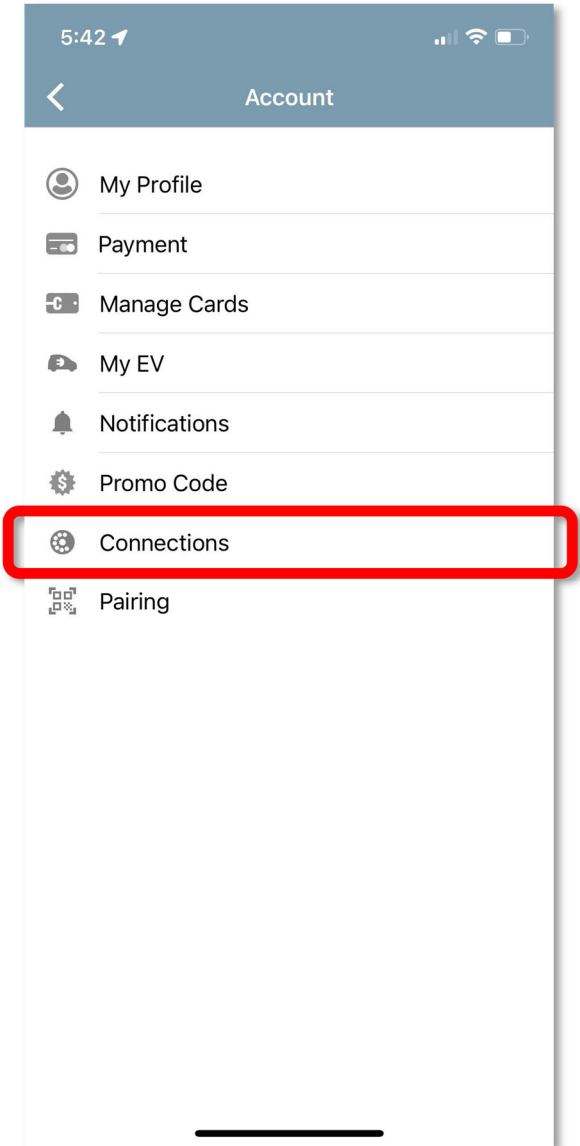 5:42
Account
My Profile
Payment
Manage Cards
My EV
Notifications
Promo Code
Connections
Pairing